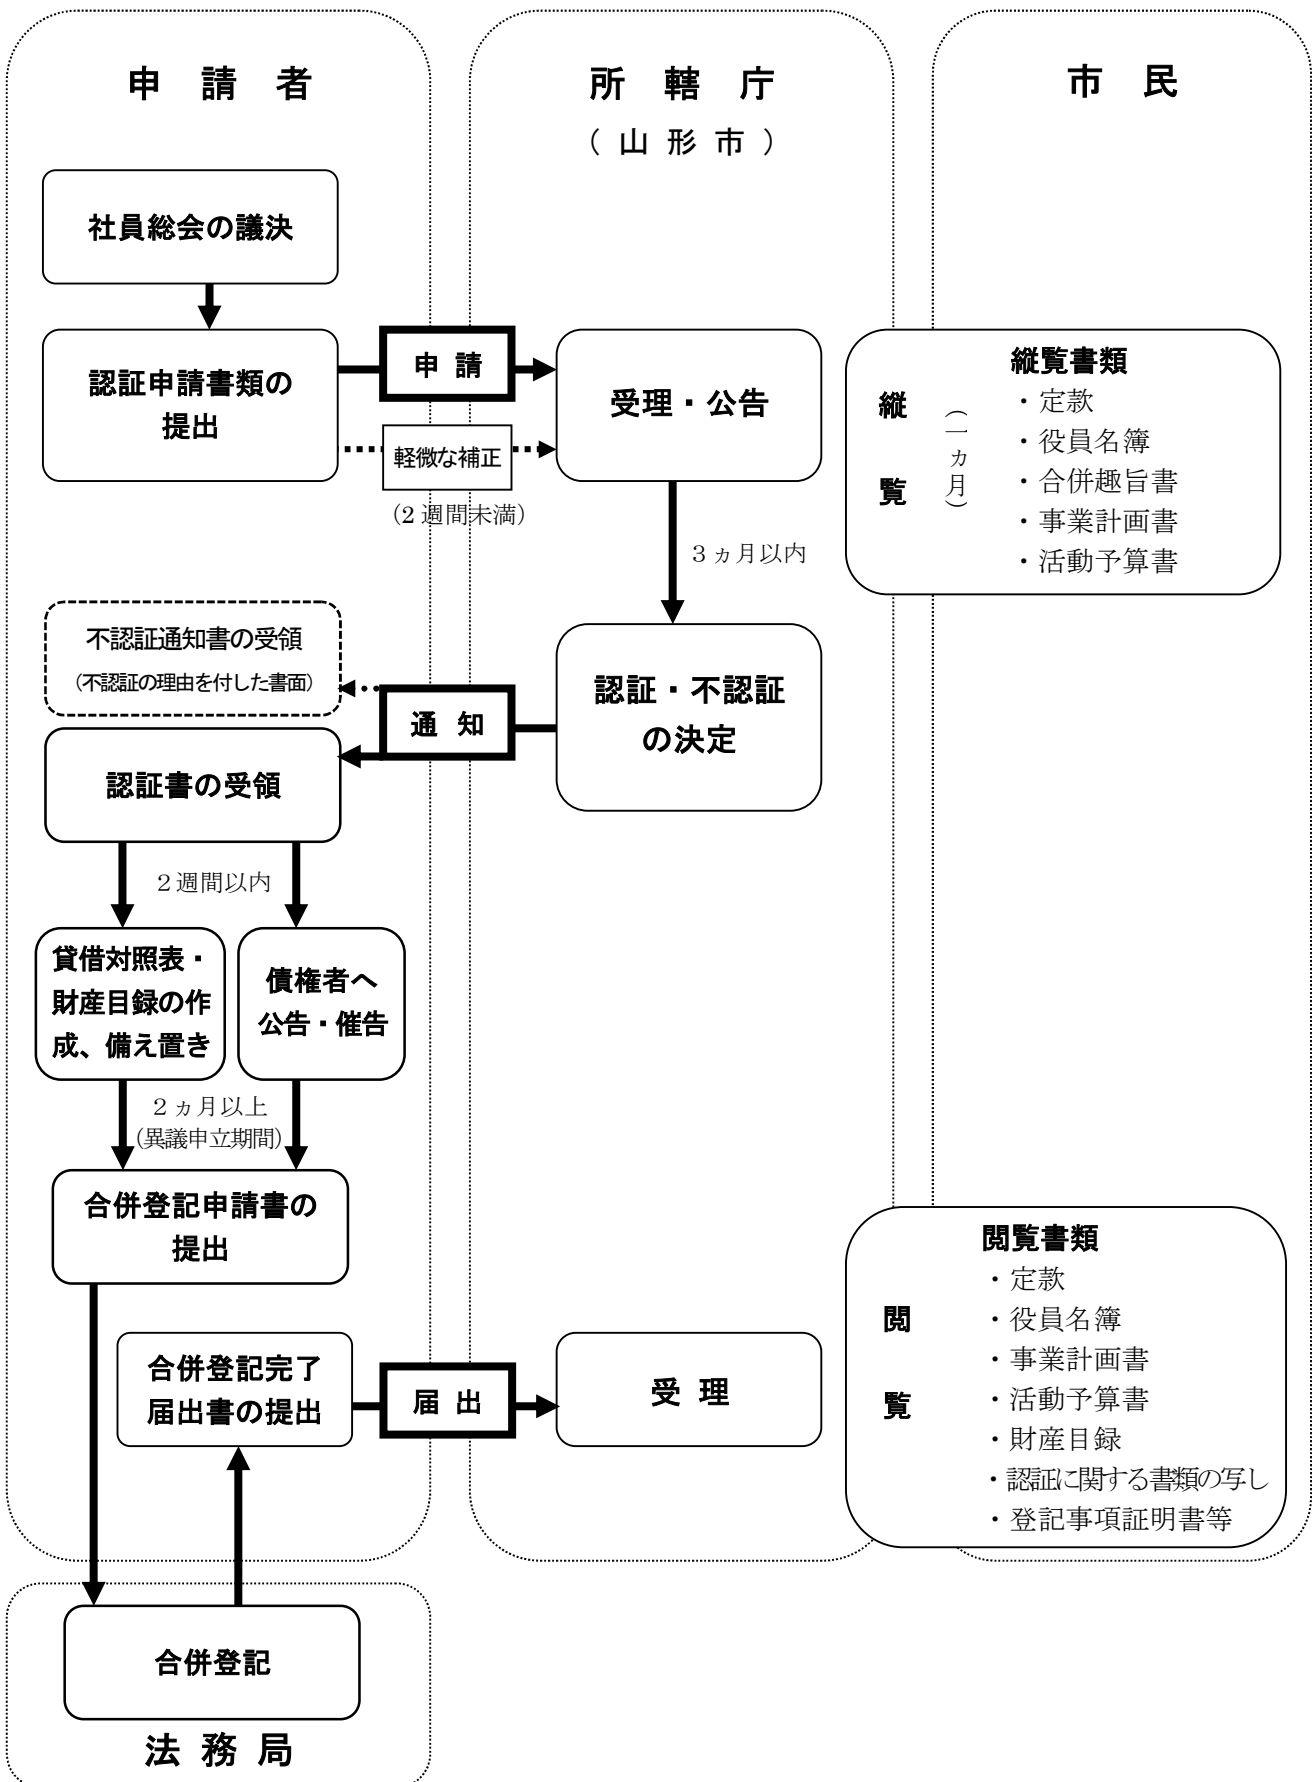 申 請 者
所 轄 庁
（ 山 形 市 ）
市 民
社員総会の議決
認証申請書類の
提出
申 請
軽微な補正
（2 週間未満）
受理・公告
３ヵ月以内
縦
覧
（一ヵ月）
縦覧書類
・定款
・役員名簿
・合併趣旨書
・事業計画書
・活動予算書
不認証通知書の受領
（不認証の理由を付した書面）
通 知
認証・不認証
の決定
認証書の受領
２週間以内
貸借対照表・
財産目録の作
成、備え置き
債権者へ
公告・催告
２ヵ月以上
（異議申立期間）
合併登記申請書の
提出
合併登記完了
届出書の提出
届 出
受 理
閲
覧
閲覧書類
・定款
・役員名簿
・事業計画書
・活動予算書
・財産目録
・認証に関する書類の写し
・登記事項証明書等
合併登記
法 務 局